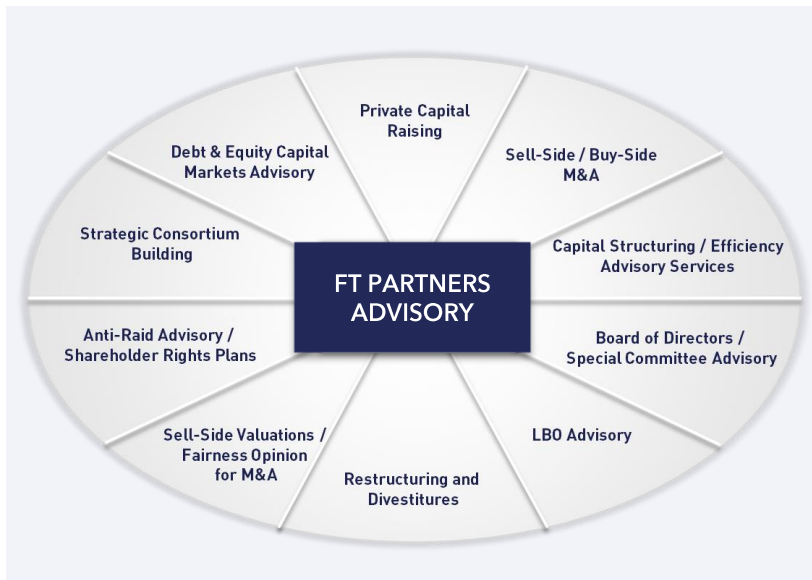 Private Capital
Raising
Sell-Side / Buy-Side
M&A
Capital Structuring / Efficiency
Advisory Services
Board of Directors /
Special Committee Advisory
LBO Advisory
Restructuring and
Divestitures
Sell-Side Valuations /
Fairness Opinion
for M&A
Anti-Raid Advisory /
Shareholder Rights Plans
Strategic Consortium
Building
Debt & Equity Capital
Markets Advisory
FT PARTNERS
ADVISORY